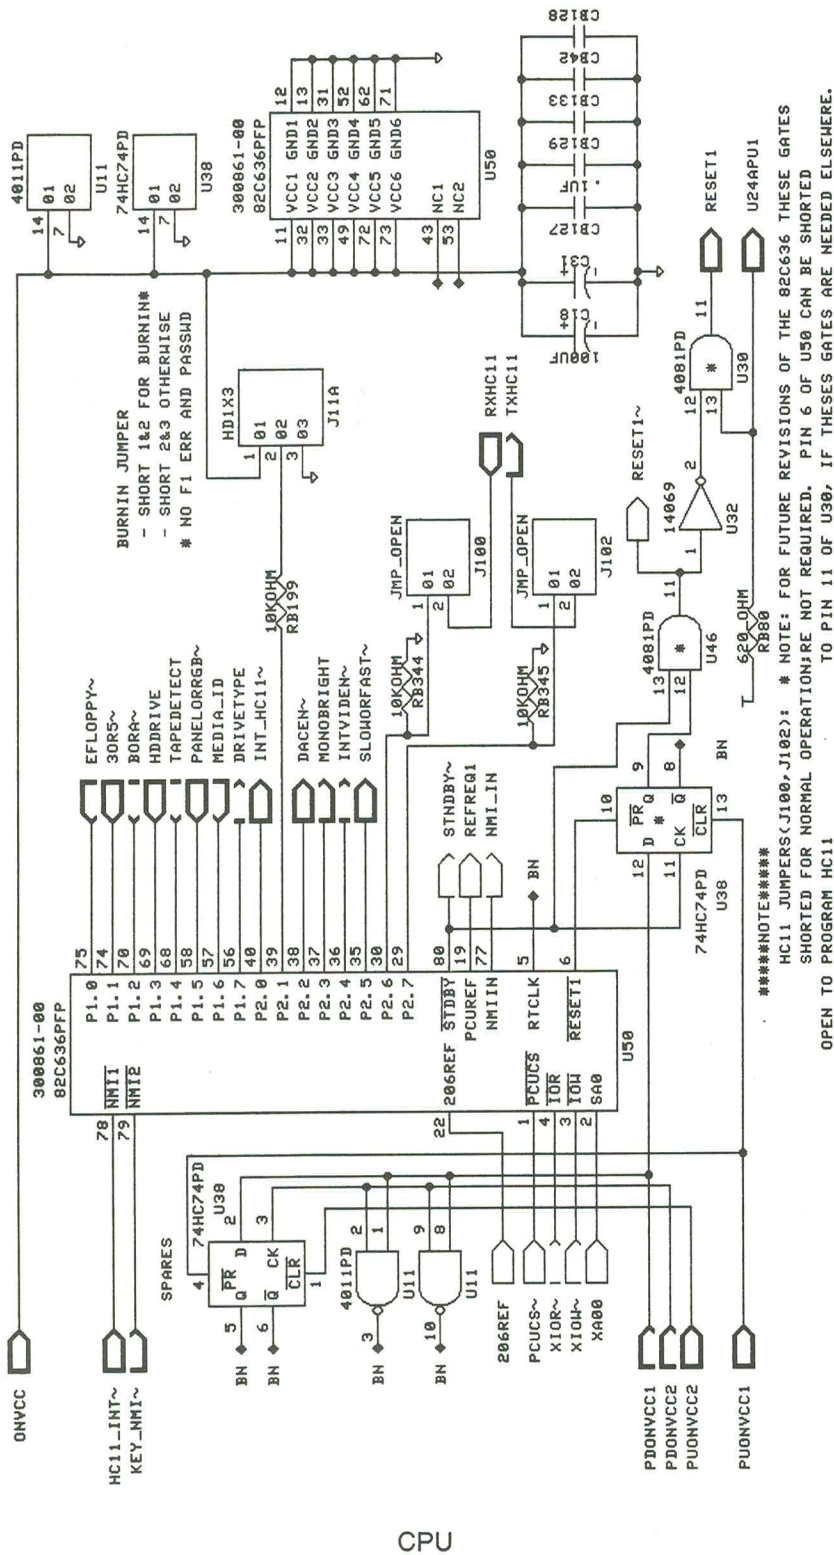 ONVCC
HC11_INT~
KEY_NMI~
78
79
NMI1
NMI2
300861-00
82C636PFP
P1.0
P1.1
P1.2
P1.3
P1.4
P1.5
P1.6
P1.7
P2.0
P2.1
P2.2
P2.3
P2.4
P2.5
P2.6
P2.7
75
74
70
69
68
58
57
56
40
39
38
37
36
35
30
29
EFLOPPY~
3OR5~
BORA~
HDDRIVE
TAPEDETECT
PANELORRGB~
MEDIA_ID
DRIVETYPE
INT_HC11~
DACEN~
MONOBRIGHT
INTVIDEN~
SLOWORFAST~
206REF
STDBY
PCUREF
NMIIN
RTCLK
RESET1
PCUCS
IOR
IOW
SA0
U50
80
19
77
5
6
22
1
4
3
2
STNDBY~
REFREQ1
NMI_IN
BN
BURNIN JUMPER
- SHORT 1&2 FOR BURNIN*
- SHORT 2&3 OTHERWISE
* NO F1 ERR AND PASSWD
10KOHM
RB199
HD1X3
1
2
3
01
02
03
J11A
4011PD
14
7
01
02
U11
74HC74PD
14
7
01
02
U38
300861-00
82C636PFP
11
32
33
49
72
73
43
53
VCC1 GND1
VCC2 GND2
VCC3 GND3
VCC4 GND4
VCC5 GND5
VCC6 GND6
NC1
NC2
12
13
31
52
62
71
U50
100UF
C18
+
C31
+
CB127
.1UF
CB129
CB133
CB42
CB128
10KOHM
RB344
JMP_OPEN
1
2
01
02
J100
10KOHM
RB345
JMP_OPEN
1
2
01
02
J102
RXHC11
TXHC11
SPARES
74HC74PD
U38
4
PR
D
Q
CK
Q
CLR
2
3
1
5
6
BN
BN
4011PD
2
1
3
U11
BN
9
8
10
U11
BN
206REF
PCUCS~
XIOR~
XIOW~
XA00
PDONVCC1
PDONVCC2
PUONVCC2
PUONVCC1
74HC74PD
U38
12
11
10
13
PR
D
Q
*
CK
Q
CLR
9
8
BN
4081PD
13
12
*
11
U46
14069
1
2
U32
RESET1~
4081PD
12
13
*
11
U30
RESET1
620_OHM
RB80
U24APU1
*****NOTE*****
HC11 JUMPERS(J100,J102): * NOTE: FOR FUTURE REVISIONS OF THE 82C636 THESE GATES
SHORTED FOR NORMAL OPERATION;RE NOT REQUIRED. PIN 6 OF U50 CAN BE SHORTED
OPEN TO PROGRAM HC11 TO PIN 11 OF U30, IF THESES GATES ARE NEEDED ELSEWERE.
CPU